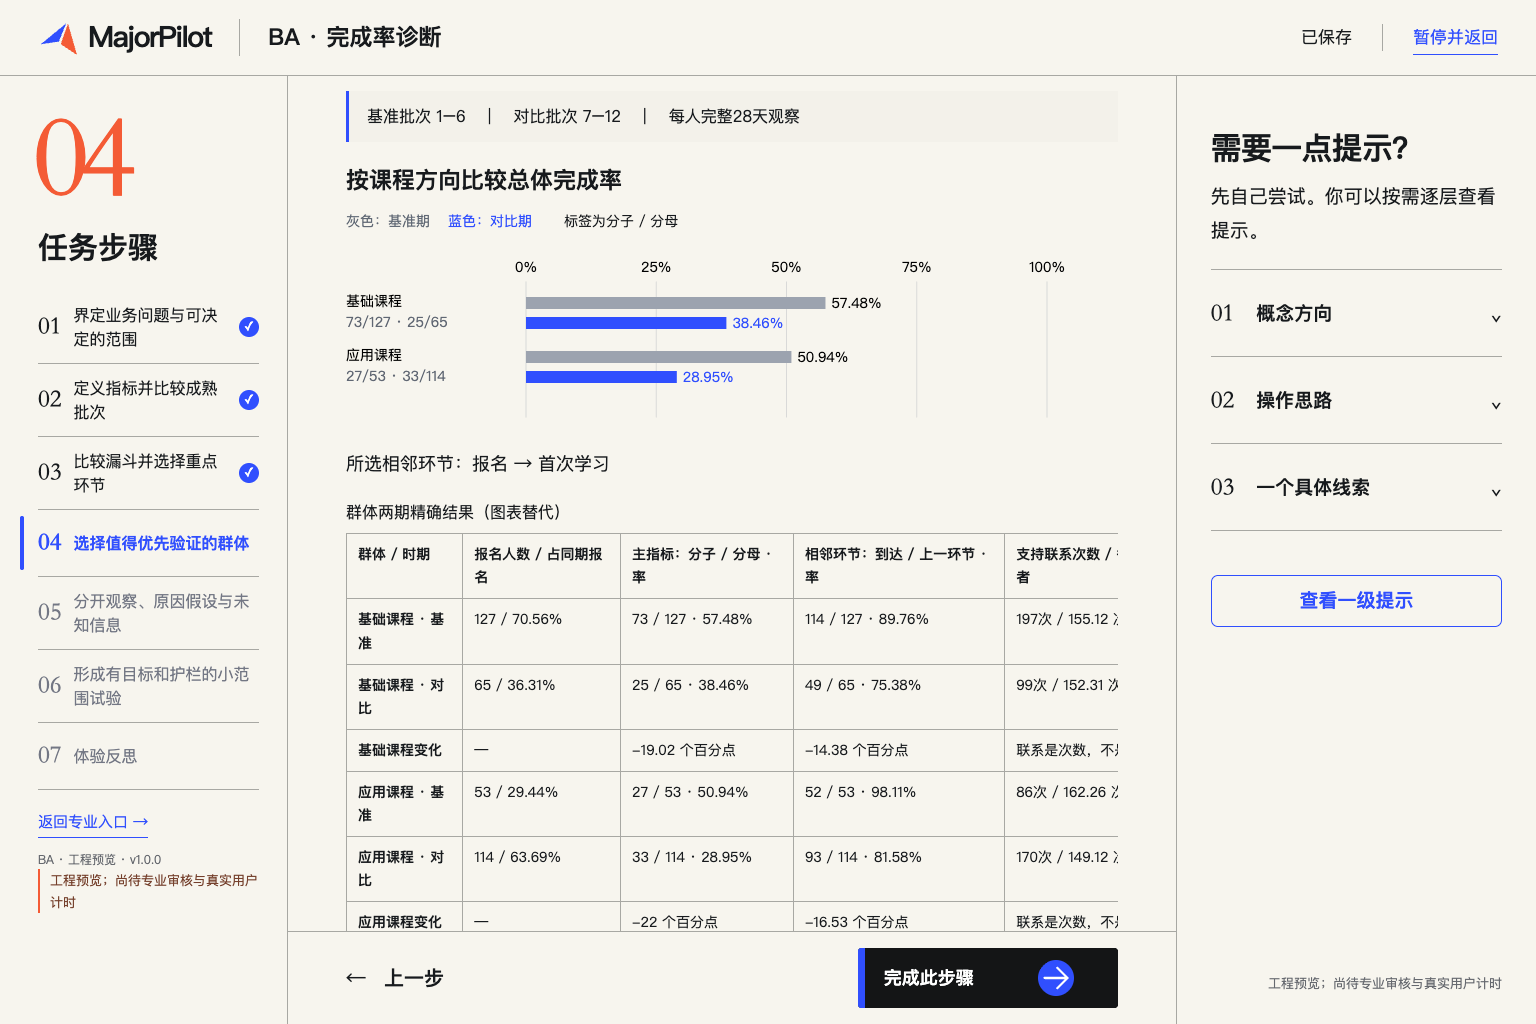 MajorPilot
BA · 完成率诊断
已保存
暂停并返回
04
任务步骤
01 界定业务问题与可决
定的范围
02 定义指标并比较成熟
批次
03 比较漏斗并选择重点
环节
04 选择值得优先验证的群体
05 分开观察、原因假设与未
知信息
06 形成有目标和护栏的小范
围试验
07 体验反思
返回专业入口 →
BA · 工程预览 · v1.0.0
工程预览；尚待专业审核与真实用户
计时
基准批次 1—6 | 对比批次 7—12 | 每人完整28天观察
按课程方向比较总体完成率
灰色：基准期 蓝色：对比期 标签为分子 / 分母
0% 25% 50% 75% 100%
基础课程
73/127 · 25/65
57.48%
38.46%
应用课程
27/53 · 33/114
50.94%
28.95%
所选相邻环节：报名 → 首次学习
群体两期精确结果（图表替代）
群体 / 时期
报名人数 / 占同期报
名
主指标：分子 / 分母 ·
率
相邻环节：到达 / 上一环节 ·
率
支持联系次数 /
者
基础课程 · 基
准
127 / 70.56%
73 / 127 · 57.48%
114 / 127 · 89.76%
197次 / 155.12
基础课程 · 对
比
65 / 36.31%
25 / 65 · 38.46%
49 / 65 · 75.38%
99次 / 152.31 次
基础课程变化
—
−19.02 个百分点
−14.38 个百分点
联系是次数，不是
应用课程 · 基
准
53 / 29.44%
27 / 53 · 50.94%
52 / 53 · 98.11%
86次 / 162.26 次
应用课程 · 对
比
114 / 63.69%
33 / 114 · 28.95%
93 / 114 · 81.58%
170次 / 149.12
应用课程变化
—
−22 个百分点
−16.53 个百分点
联系是次数，不是
← 上一步
完成此步骤
需要一点提示？
先自己尝试。你可以按需逐层查看
提示。
01 概念方向
02 操作思路
03 一个具体线索
查看一级提示
工程预览；尚待专业审核与真实用户计时